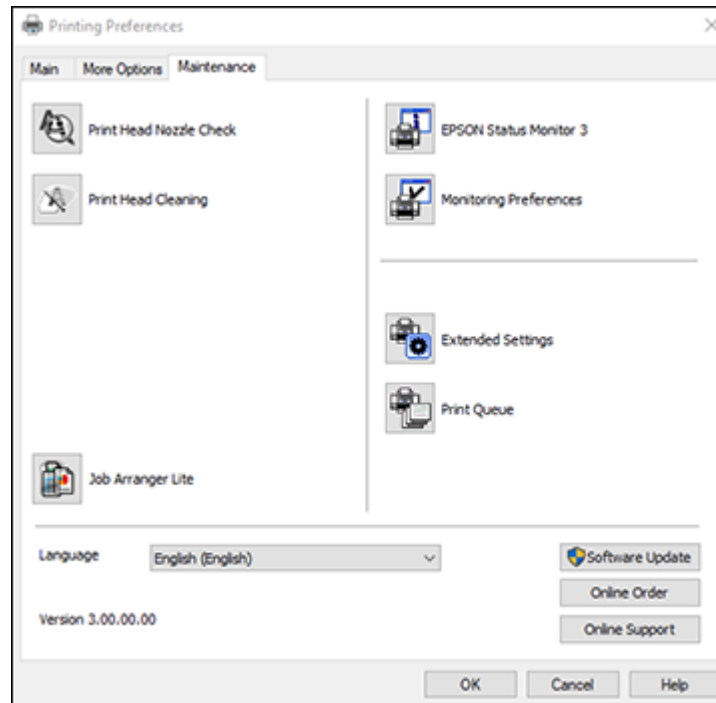 Printing Preferences
Main More Options Maintenance
Print Head Nozzle Check
Print Head Cleaning
Job Arranger Lite
EPSON Status Monitor 3
Monitoring Preferences
Extended Settings
Print Queue
Language English (English)
Version 3.00.00.00
Software Update
Online Order
Online Support
OK Cancel Help